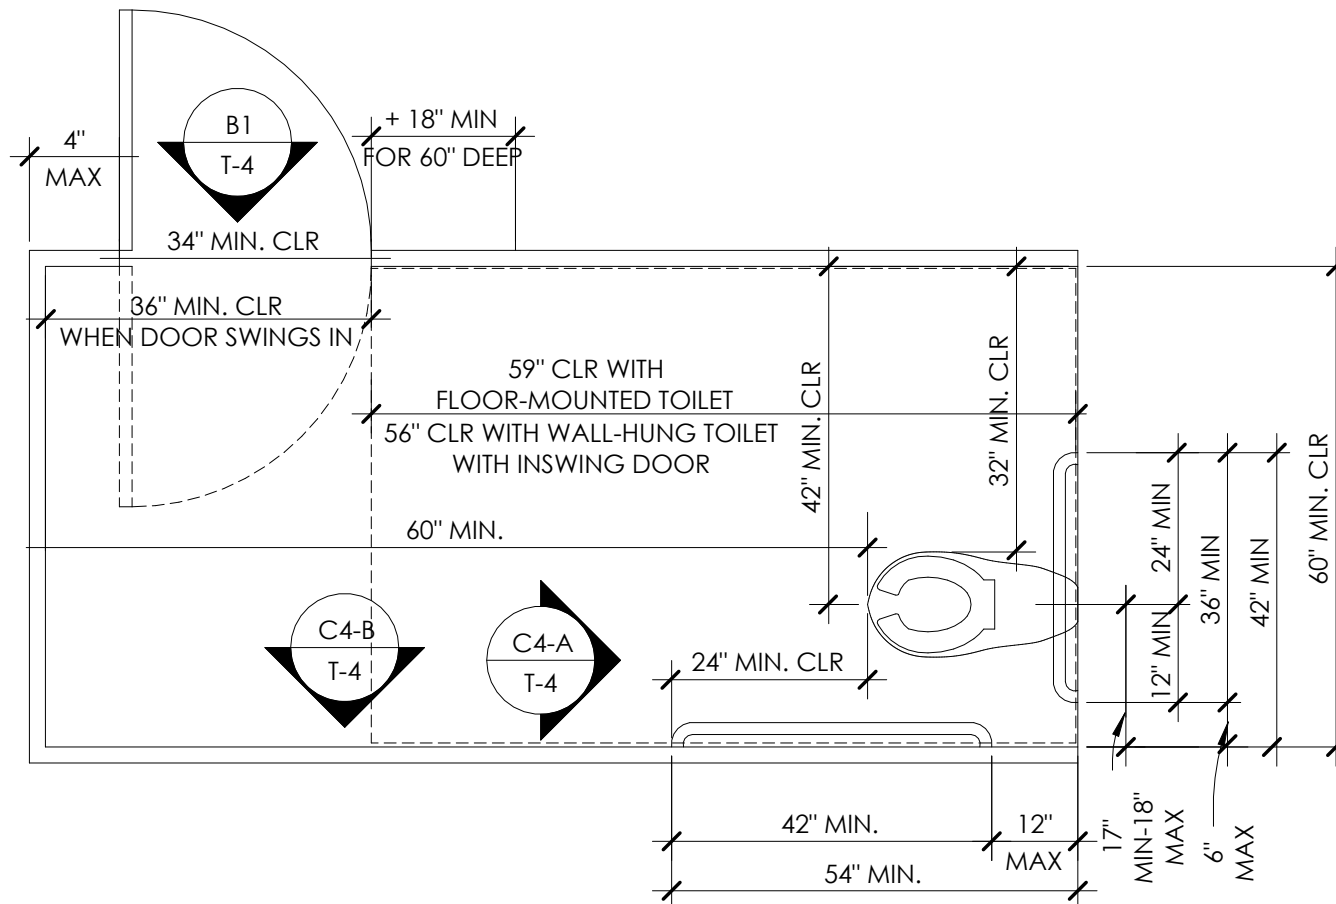 B1
T-4
+ 18" MIN
FOR 60" DEEP
4"
MAX
34" MIN. CLR
36" MIN. CLR
WHEN DOOR SWINGS IN
59" CLR WITH
FLOOR-MOUNTED TOILET
56" CLR WITH WALL-HUNG TOILET
WITH INSWING DOOR
42" MIN. CLR
32" MIN. CLR
60" MIN.
24" MIN
12" MIN
36" MIN
42" MIN
60" MIN. CLR
C4-B
T-4
C4-A
T-4
24" MIN. CLR
42" MIN.
12"
MAX
54" MIN.
17"
MIN-18"
MAX
6"
MAX